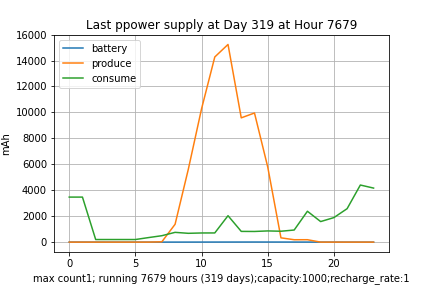 Last ppower supply at Day 319 at Hour 7679
16000
14000
12000
10000
8000
6000
4000
2000
0
mAh
battery
produce
consume
0 5 10 15 20
max count1; running 7679 hours (319 days);capacity:1000;recharge_rate:1